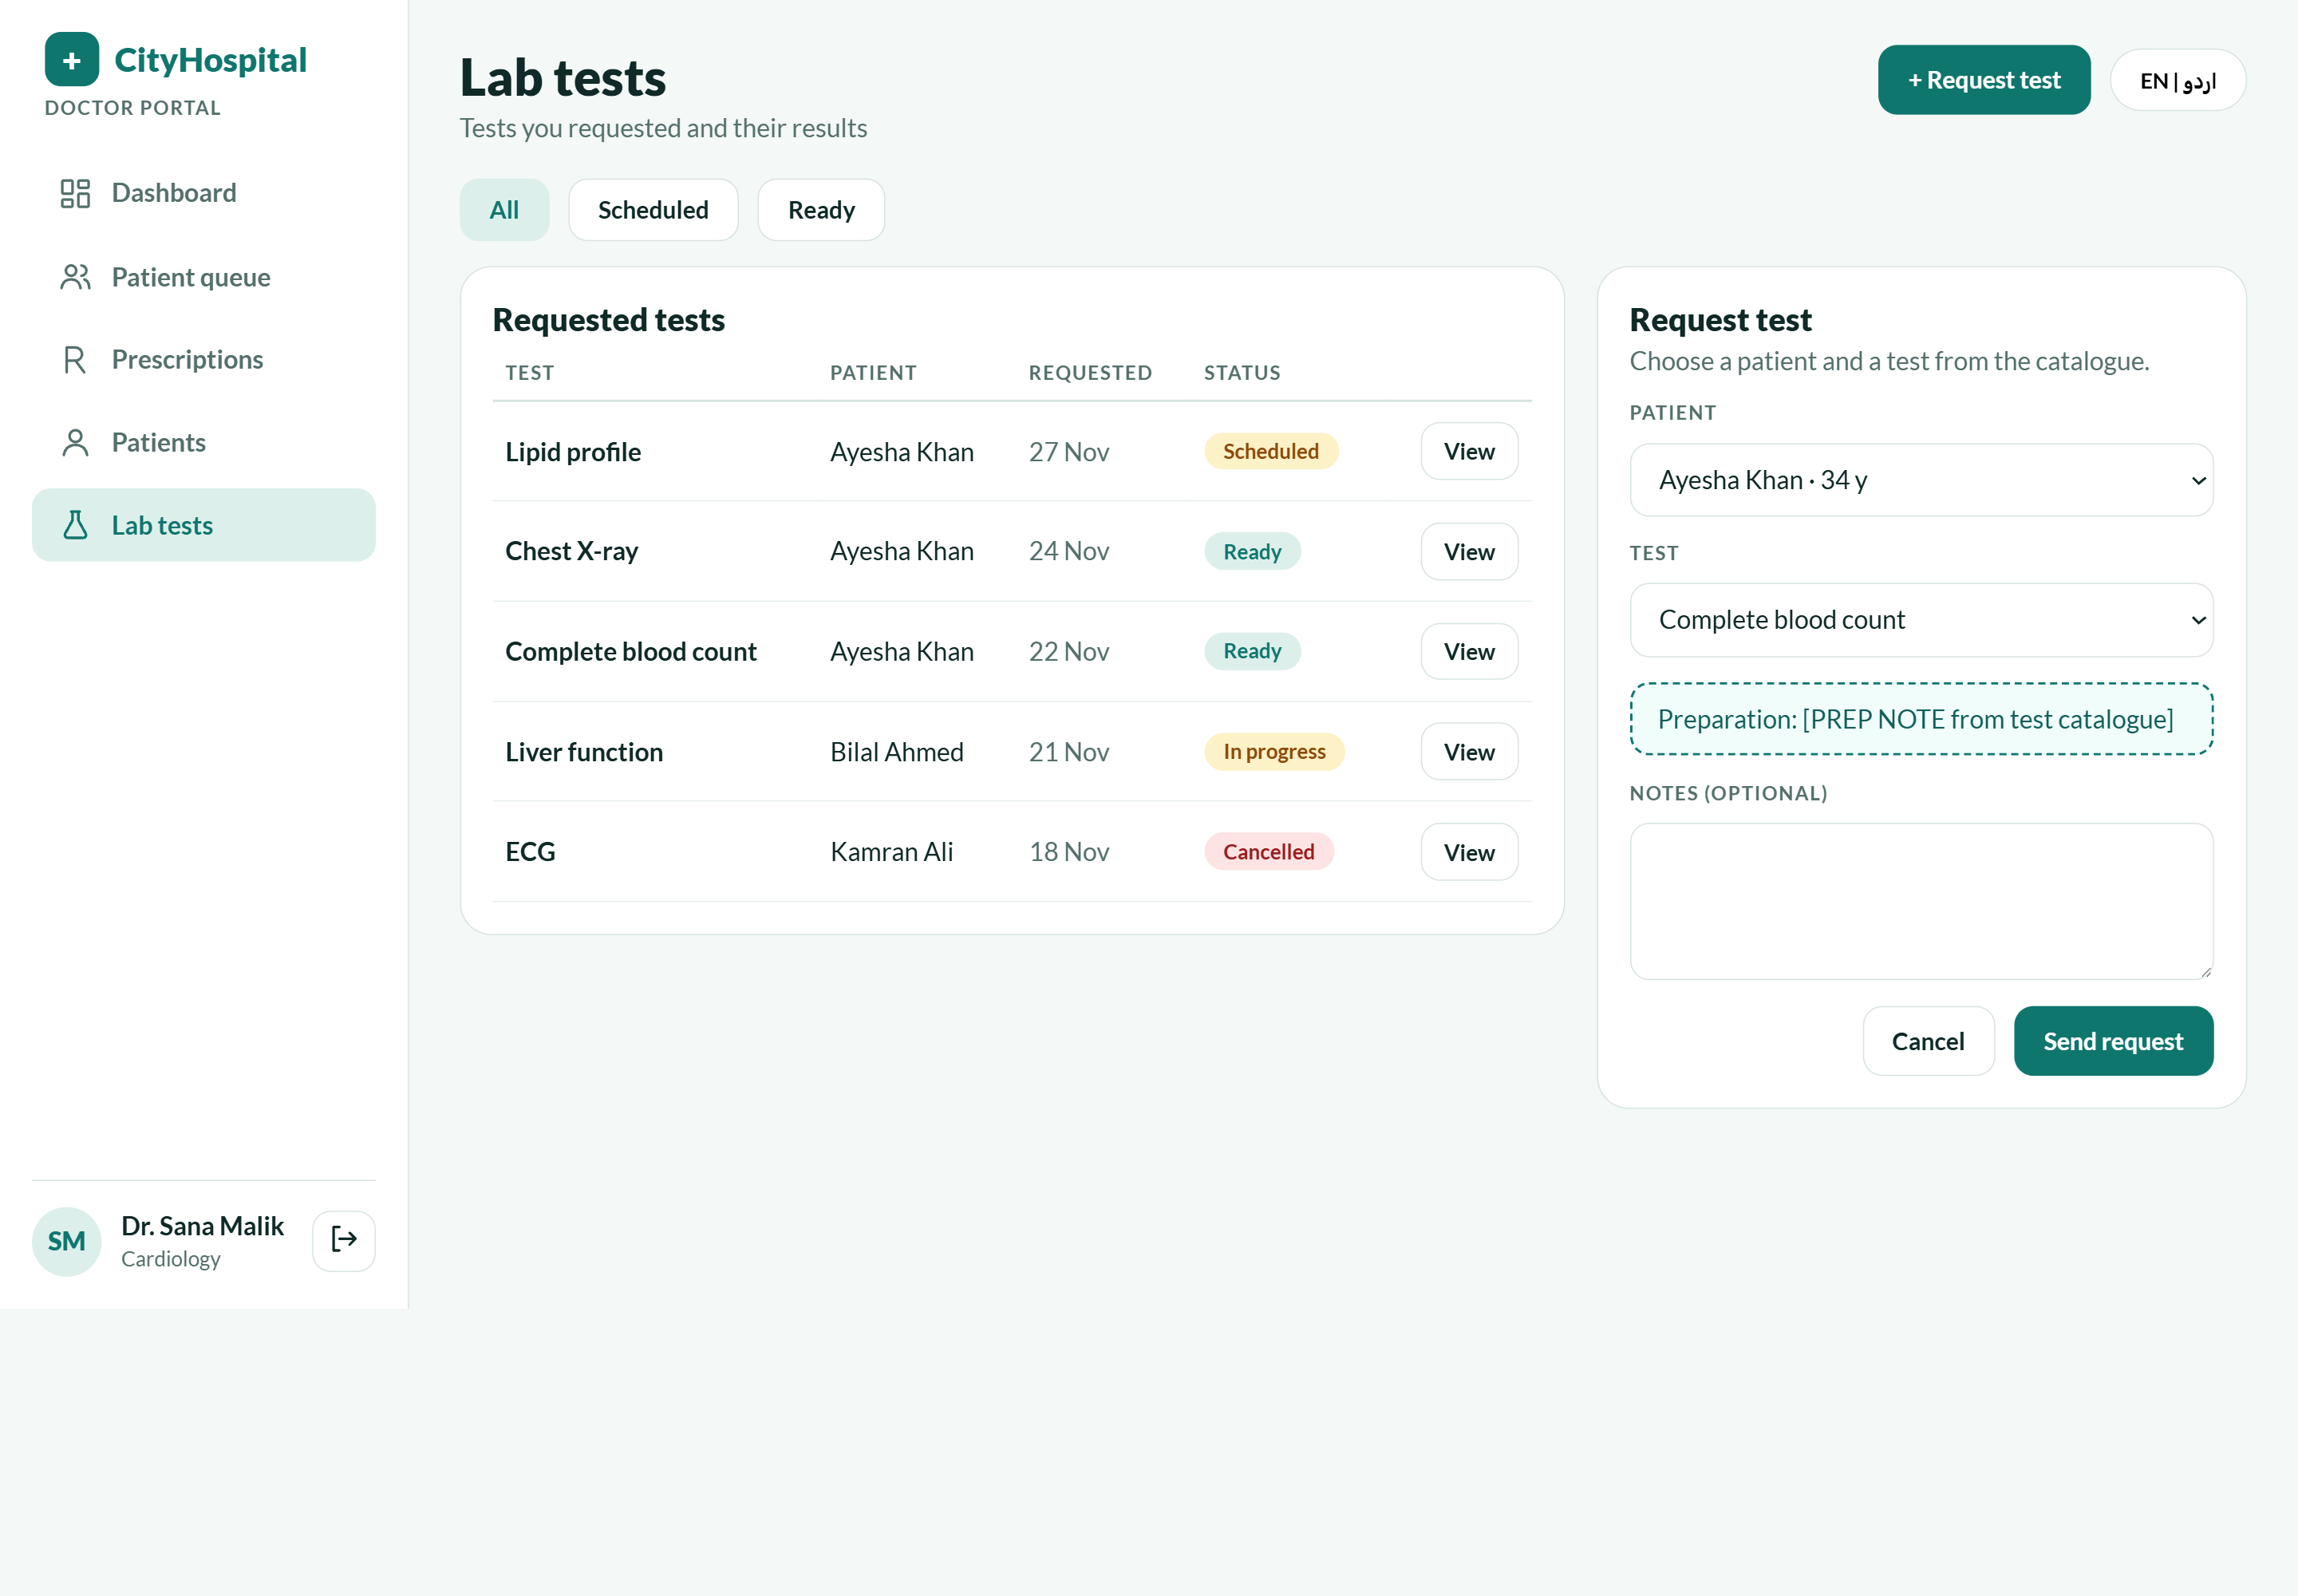 + CityHospital
DOCTOR PORTAL
Dashboard
Patient queue
Prescriptions
Patients
Lab tests
SM
Dr. Sana Malik
Cardiology
Lab tests
Tests you requested and their results
+ Request test
EN | اردو
All
Scheduled
Ready
Requested tests
TEST PATIENT REQUESTED STATUS
Lipid profile Ayesha Khan 27 Nov Scheduled View
Chest X-ray Ayesha Khan 24 Nov Ready View
Complete blood count Ayesha Khan 22 Nov Ready View
Liver function Bilal Ahmed 21 Nov In progress View
ECG Kamran Ali 18 Nov Cancelled View
Request test
Choose a patient and a test from the catalogue.
PATIENT
Ayesha Khan · 34 y
TEST
Complete blood count
Preparation: [PREP NOTE from test catalogue]
NOTES (OPTIONAL)
Cancel
Send request